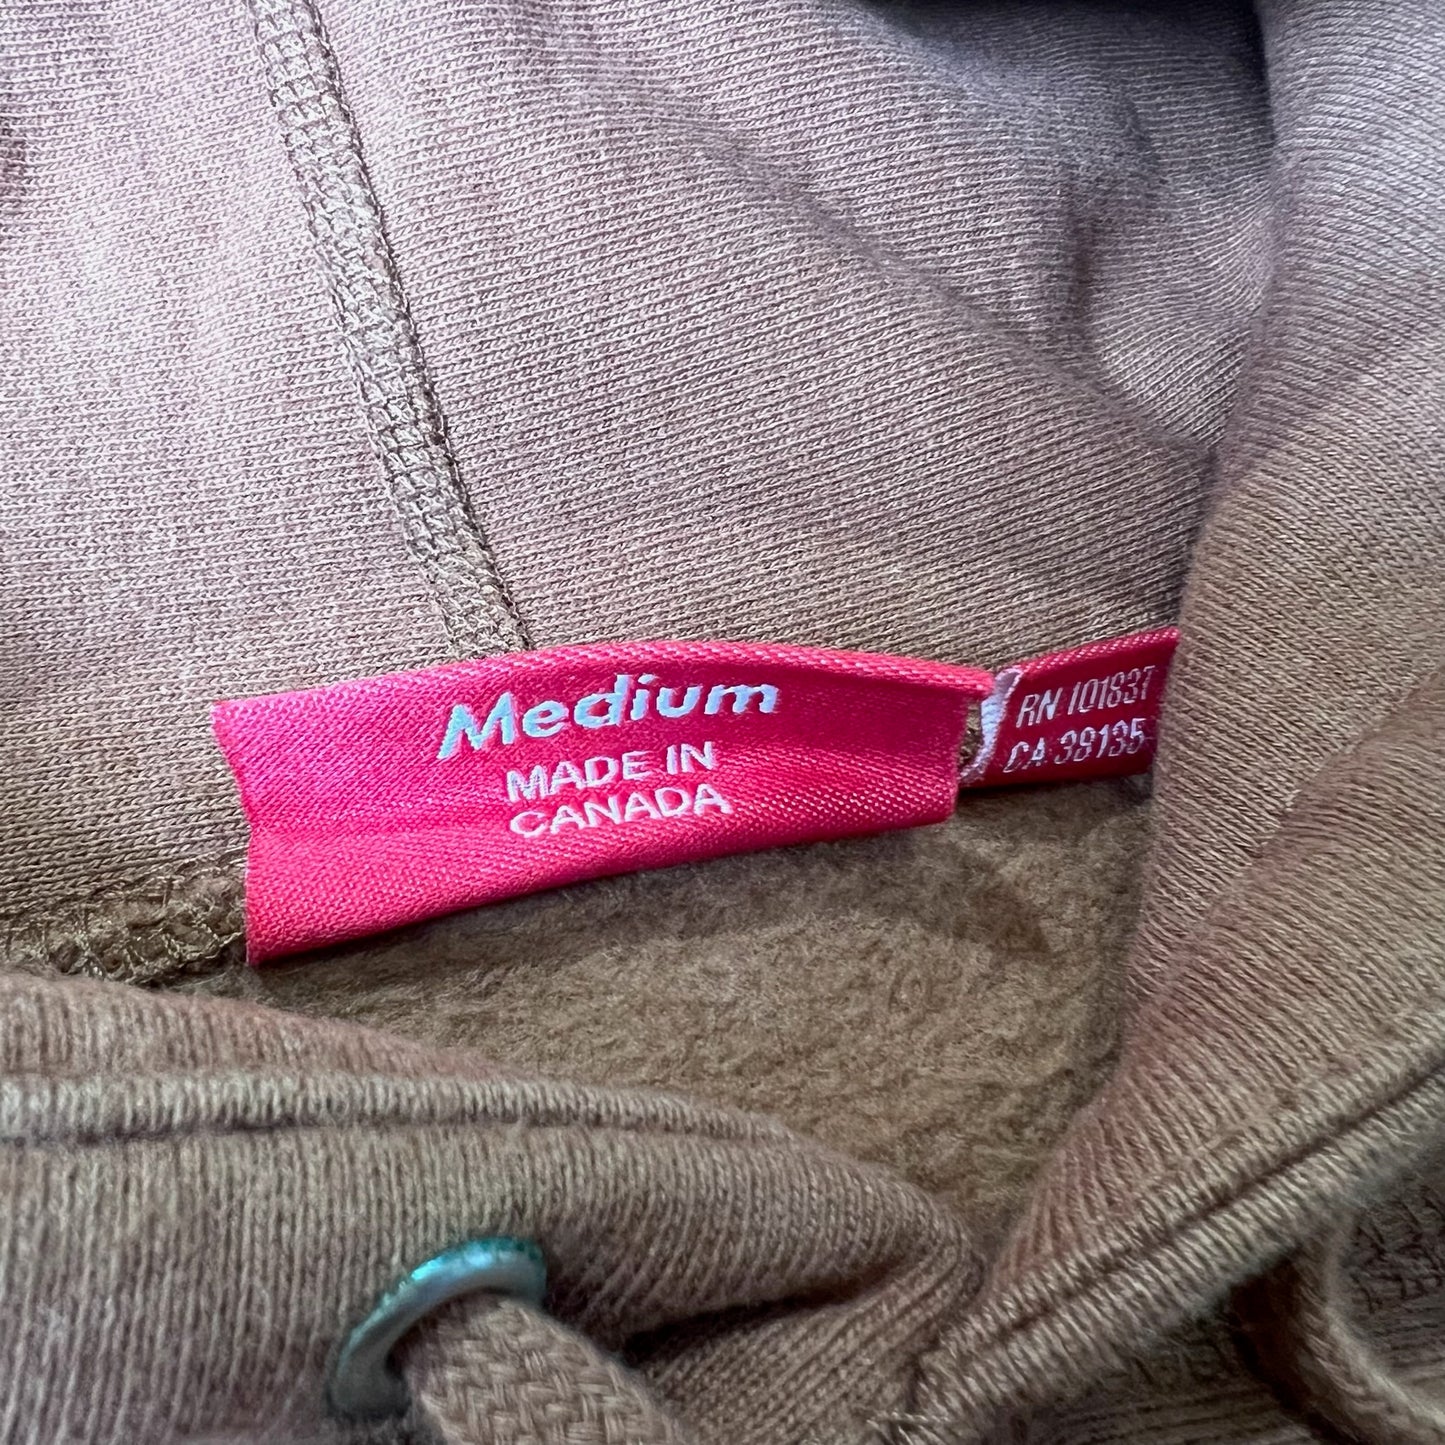 Medium
MADE IN
CANADA
RN 101837
CA 38135